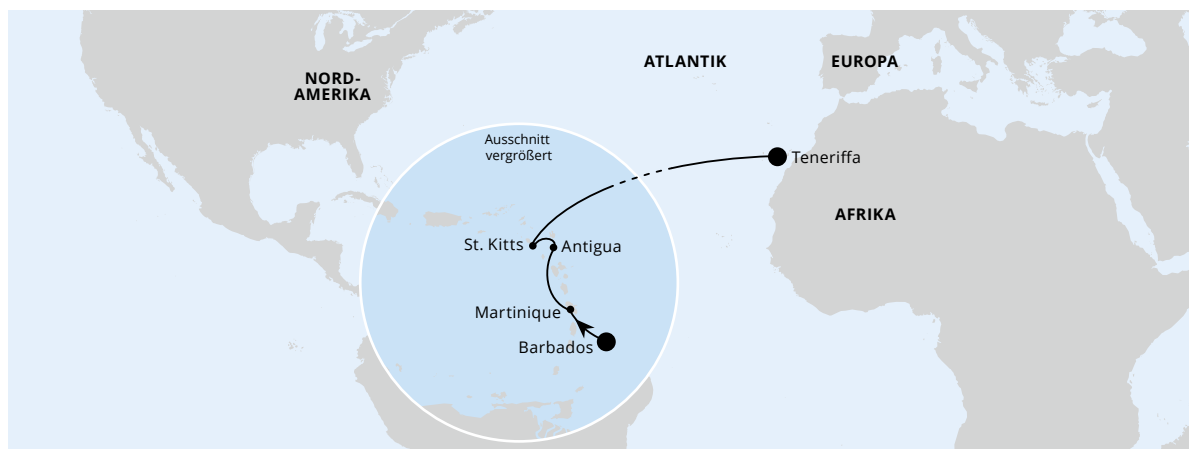 ATLANTIK
EUROPA
NORD-
AMERIKA
Ausschnitt
vergrößert
Teneriffa
AFRIKA
St. Kitts
Antigua
Martinique
Barbados